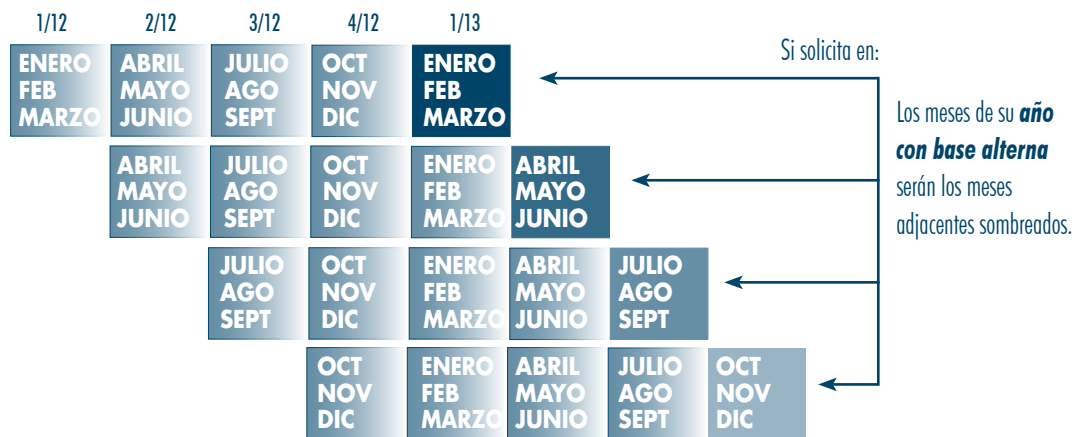 1/12 2/12 3/12 4/12 1/13
Si solicita en:
ENERO ABRIL JULIO OCT ENERO
FEB MAYO AGO NOV FEB
MARZO JUNIO SEPT DIC MARZO
Los meses de su año
con base alterna
serán los meses
adjacentes sombreados.
ABRIL JULIO OCT ENERO ABRIL
MAYO AGO NOV FEB MAYO
JUNIO SEPT DIC MARZO JUNIO
JULIO OCT ENERO ABRIL JULIO
AGO NOV FEB MAYO AGO
SEPT DIC MARZO JUNIO SEPT
OCT ENERO ABRIL JULIO OCT
NOV FEB MAYO AGO NOV
DIC MARZO JUNIO SEPT DIC